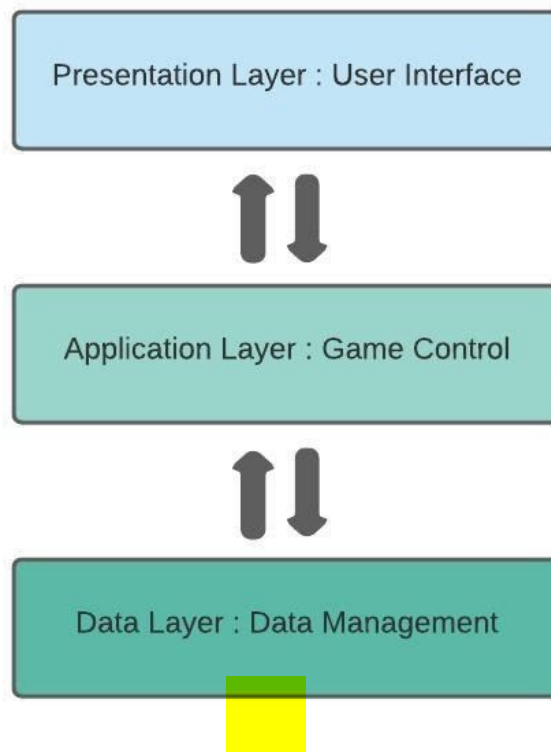 Presentation Layer : User Interface
Application Layer : Game Control
Data Layer : Data Management